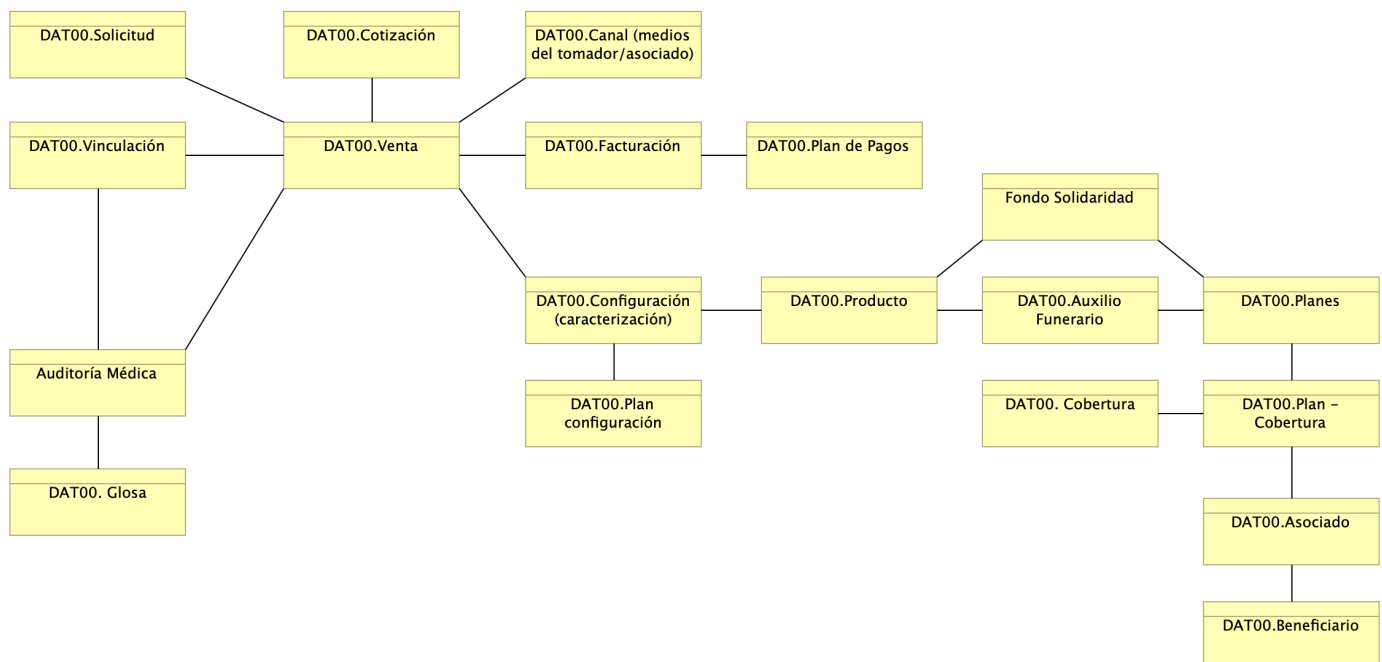 DAT00.Solicitud
DAT00.Cotización
DAT00.Canal (medios
del tomador/asociado)
DAT00.Vinculación
DAT00.Venta
DAT00.Facturación
DAT00.Plan de Pagos
Fondo Solidaridad
DAT00.Configuración
(caracterización)
DAT00.Producto
DAT00.Auxilio
Funerario
DAT00.Planes
Auditoría Médica
DAT00.Plan
configuración
DAT00. Cobertura
DAT00.Plan -
Cobertura
DAT00. Glosa
DAT00.Asociado
DAT00.Beneficiario